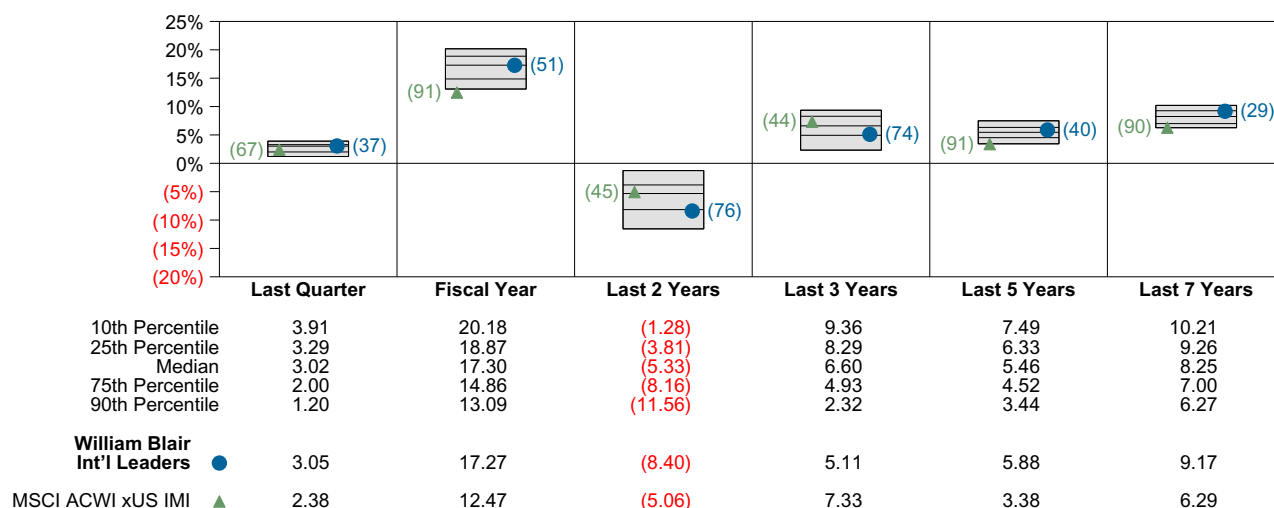 25%
20%
15%
10%
5%
0%
(5%)
(10%)
(15%)
(20%)
(67) (37)
(91) (51)
(45) (76)
(44) (74)
(91) (40)
(90) (29)
Last Quarter Fiscal Year Last 2 Years Last 3 Years Last 5 Years Last 7 Years
10th Percentile 3.91 20.18 (1.28) 9.36 7.49 10.21
25th Percentile 3.29 18.87 (3.81) 8.29 6.33 9.26
Median 3.02 17.30 (5.33) 6.60 5.46 8.25
75th Percentile 2.00 14.86 (8.16) 4.93 4.52 7.00
90th Percentile 1.20 13.09 (11.56) 2.32 3.44 6.27
William Blair
Int'l Leaders 3.05 17.27 (8.40) 5.11 5.88 9.17
MSCI ACWI xUS IMI 2.38 12.47 (5.06) 7.33 3.38 6.29